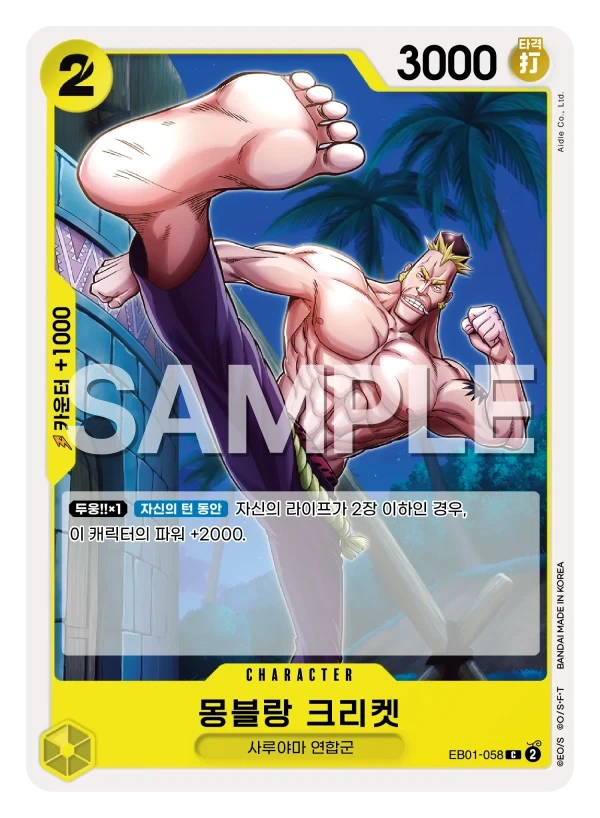 2
3000
타격
打
Aidle Co., Ltd.
카운터 +1000
SAMPLE
두웅!!×1 자신의 턴 동안 자신의 라이프가 2장 이하인 경우,
이 캐릭터의 파워 +2000.
BANDAI MADE IN KOREA
©EO/S ©O/S·F·T
CHARACTER
몽블랑 크리켓
사루야마 연합군
EB01-058 C 2